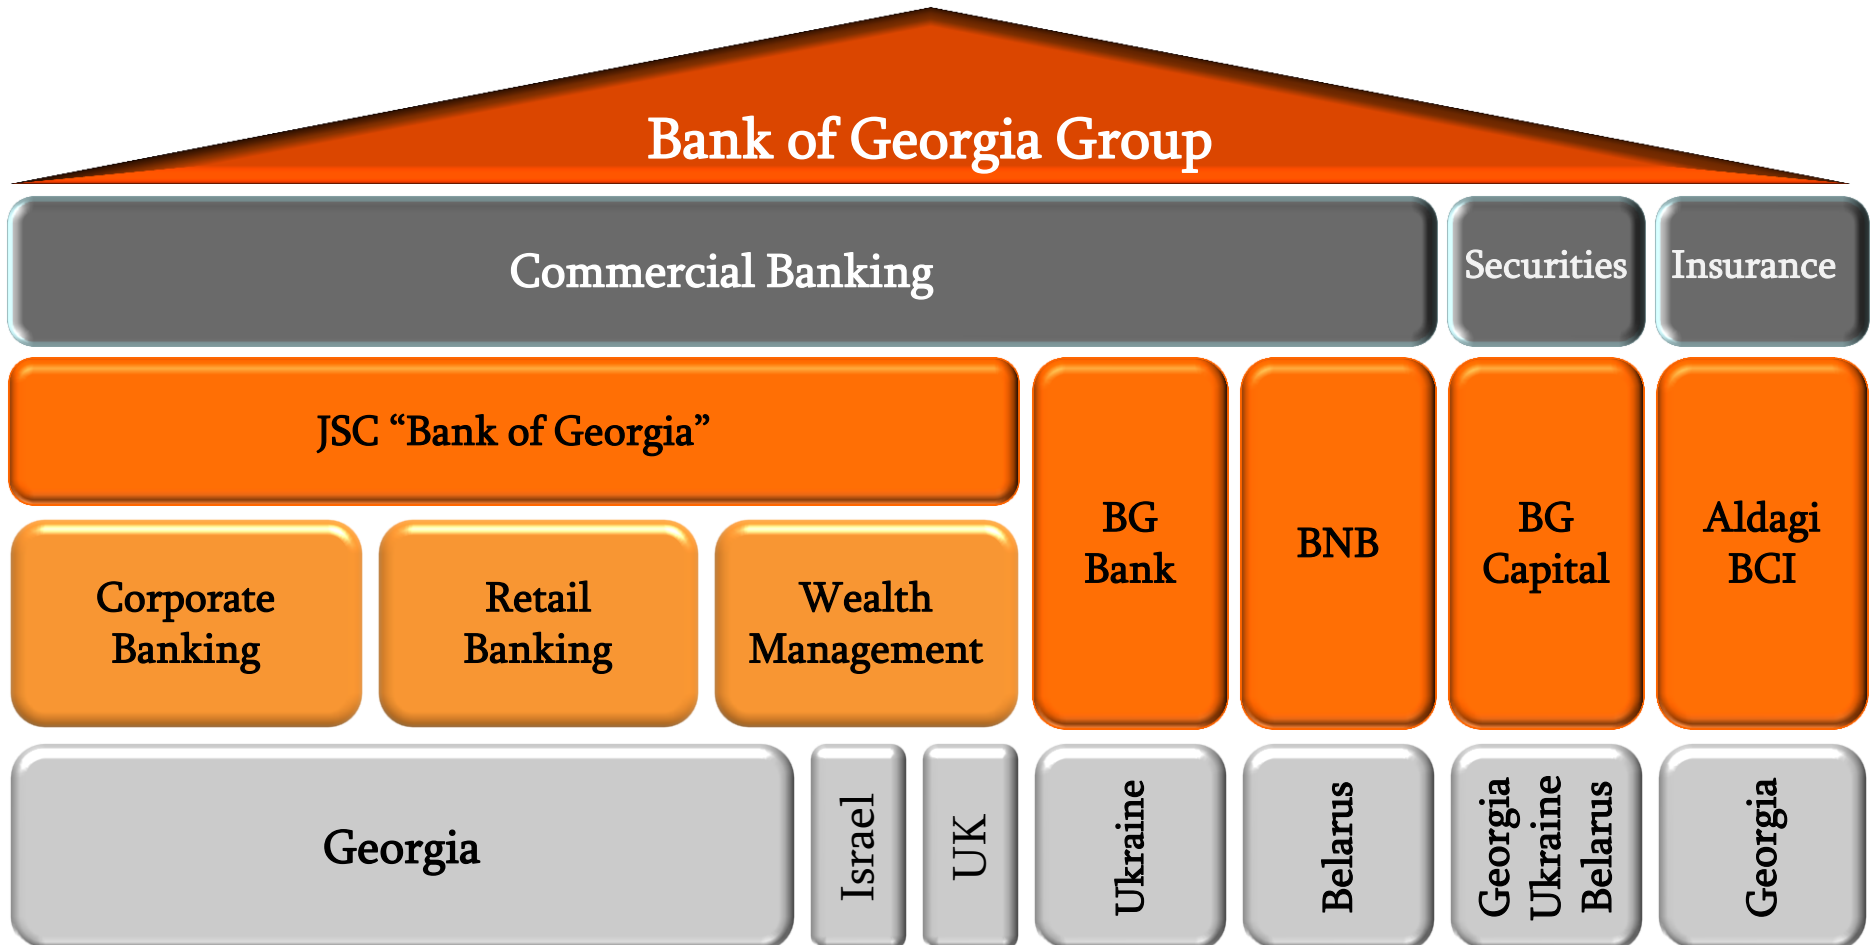 Bank of Georgia Group
Commercial Banking
Securities
Insurance
JSC “Bank of Georgia”
Corporate
Banking
Retail
Banking
Wealth
Management
BG
Bank
BNB
BG
Capital
Aldagi
BCI
Georgia
Israel
UK
Ukraine
Belarus
Georgia
Ukraine
Belarus
Georgia